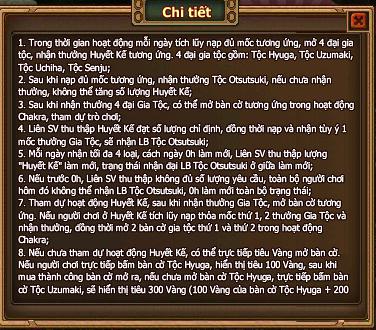 Chi tiết
1. Trong thời gian hoạt động mỗi ngày tích lũy nạp đủ mốc tương ứng, mở 4 đại gia
tộc, nhận thưởng Huyết Kế tương ứng. 4 đại gia tộc gồm: Tộc Hyuga, Tộc Uzumaki,
Tộc Uchiha, Tộc Senju;
2. Sau khi nạp đủ mốc tương ứng, nhận thưởng Tộc Otsutsuki, nếu chưa nhận
thưởng, không thể tăng số lượng Huyết Kế;
3. Sau khi nhận thưởng 4 đại Gia Tộc, có thể mở bàn cờ tương ứng trong hoạt động
Chakra, tham dự trò chơi;
4. Liên SV thu thập Huyết Kế đạt số lượng chỉ định, đồng thời nạp và nhận tùy ý 1
mốc thưởng Gia Tộc, sẽ nhận LB Tộc Otsutsuki;
5. Mỗi ngày nhận tối đa 4 loại, cách ngày 0h làm mới, Liên SV thu thập lượng
"Huyết Kế" làm mới, trạng thái nhận đại LB Tộc Otsutsuki ở giữa làm mới;
6. Nếu trước 0h, Liên SV thu thập không đủ số lượng yêu cầu, toàn bộ người chơi
hôm đó không thể nhận LB Tộc Otsutsuki, 0h làm mới toàn bộ trạng thái;
7. Tham dự hoạt động Huyết Kế, sau khi nhận thưởng Gia Tộc, mở bàn cờ tương
ứng. Nếu người chơi ở Huyết Kế tích lũy nạp thỏa mốc thứ 1, 2 thưởng Gia Tộc và
nhận thưởng, đồng thời mở 2 bàn cờ gia tộc thứ 1 và thứ 2 trong hoạt động
Chakra;
8. Nếu chưa tham dự hoạt động Huyết Kế, có thể trực tiếp tiêu Vàng mở bàn cờ.
Nếu người chơi trực tiếp bấm bàn cờ Tộc Hyuga, hiển thị tiêu 100 Vàng, sau khi
mua thành công bàn cờ mở ra, nếu chưa mở bàn cờ Tộc Hyuga, trực tiếp bấm bàn
cờ Tộc Uzumaki, sẽ hiển thị tiêu 300 Vàng (100 Vàng của bàn cờ Tộc Hyuga + 200